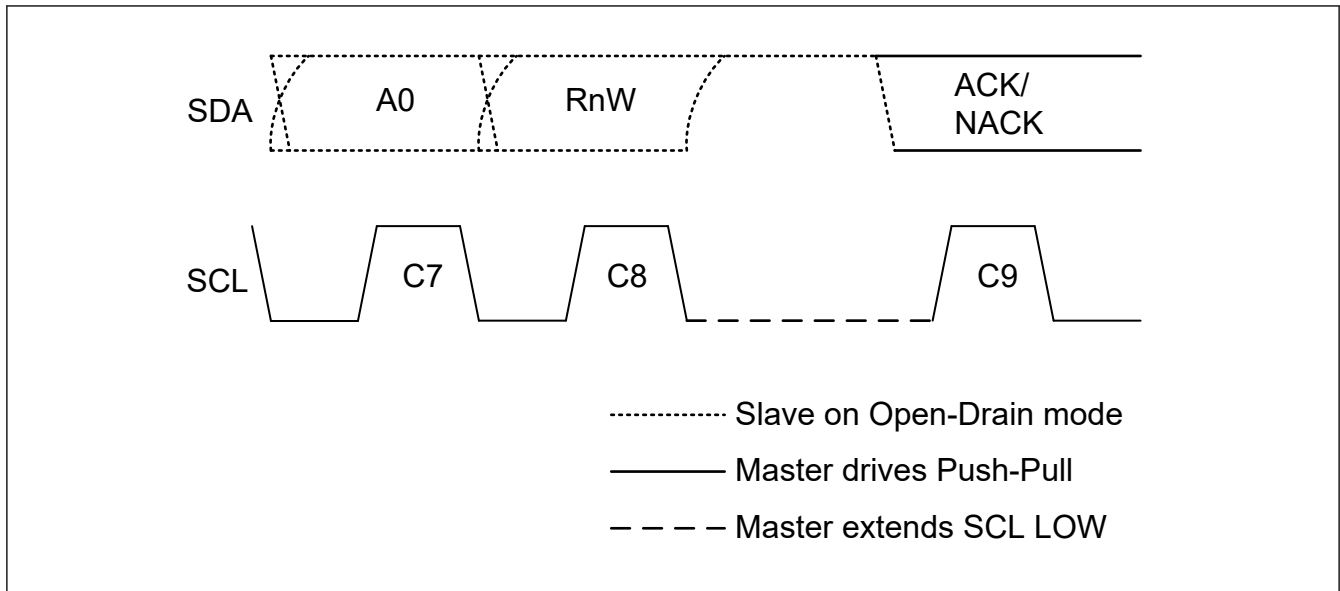 SDA
A0
RnW
ACK/
NACK
SCL
C7
C8
C9
Slave on Open-Drain mode
Master drives Push-Pull
Master extends SCL LOW